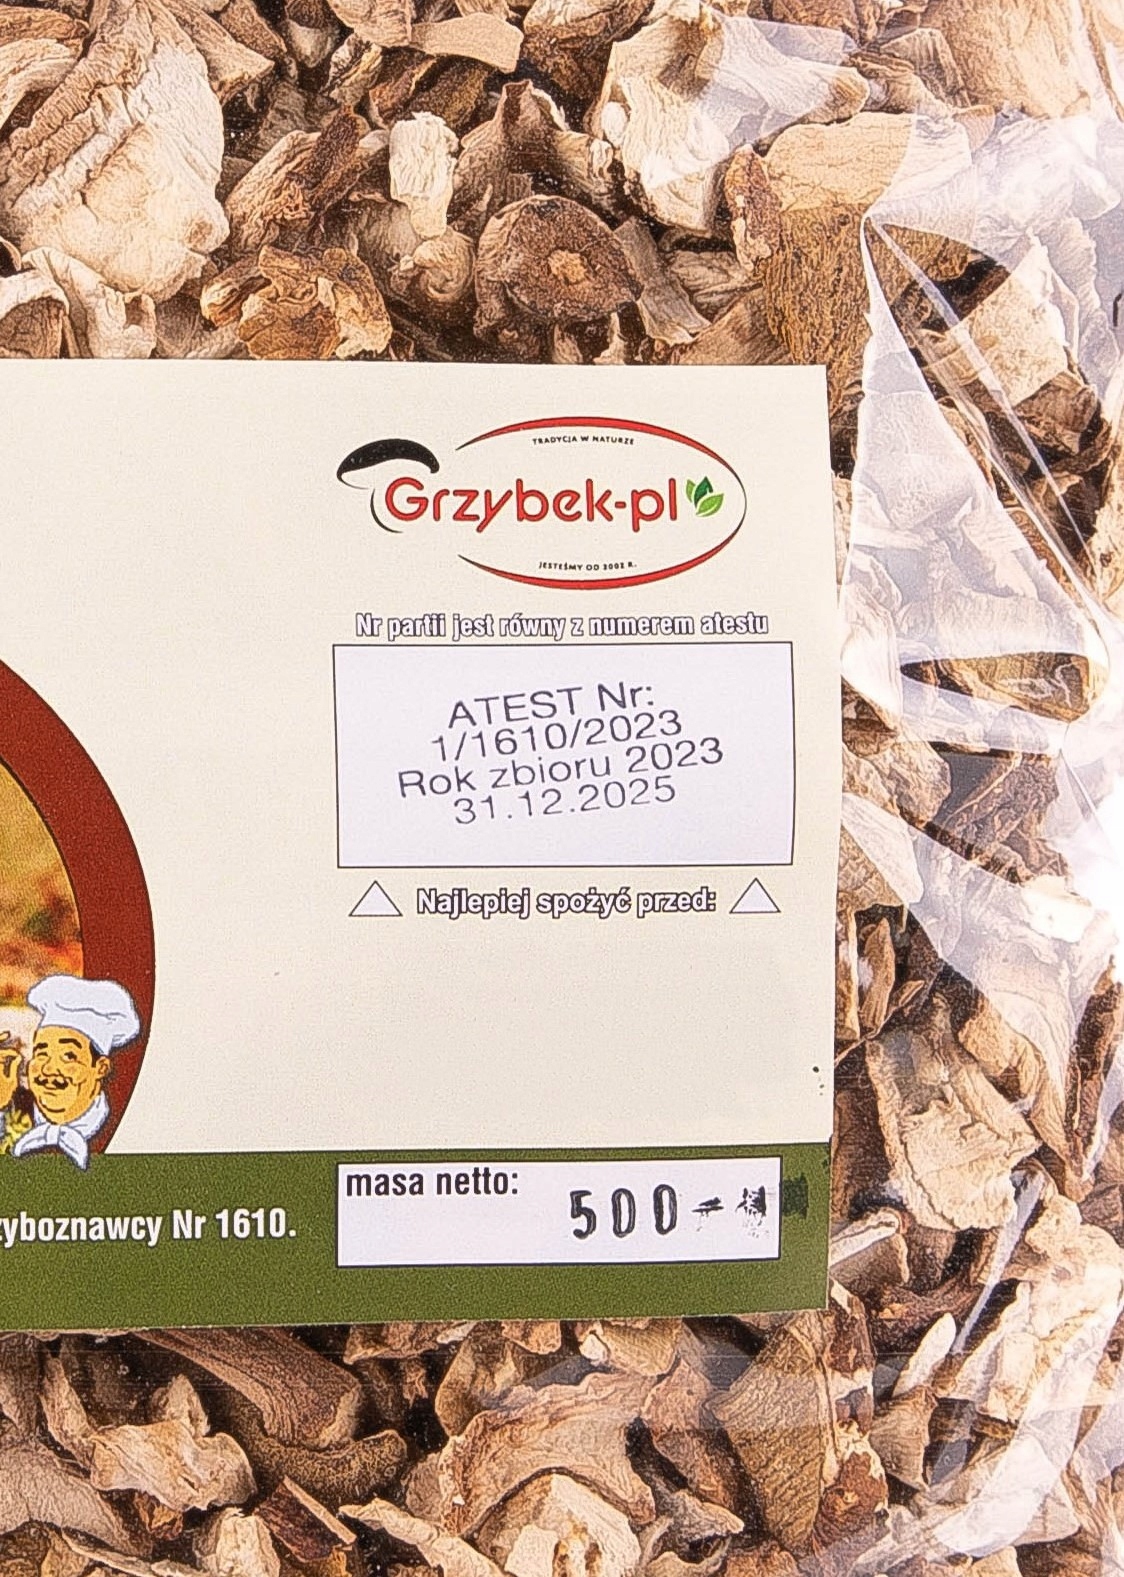 TRADYCJA W NATURZE
Grzybek-pl
JESTEŚMY OD 2002 R.
Nr partii jest równy z numerem atestu
ATEST Nr:
1/1610/2023
Rok zbioru 2023
31.12.2025
Najlepiej spożyć przed:
masa netto:
500-
zyboznawcy Nr 1610.